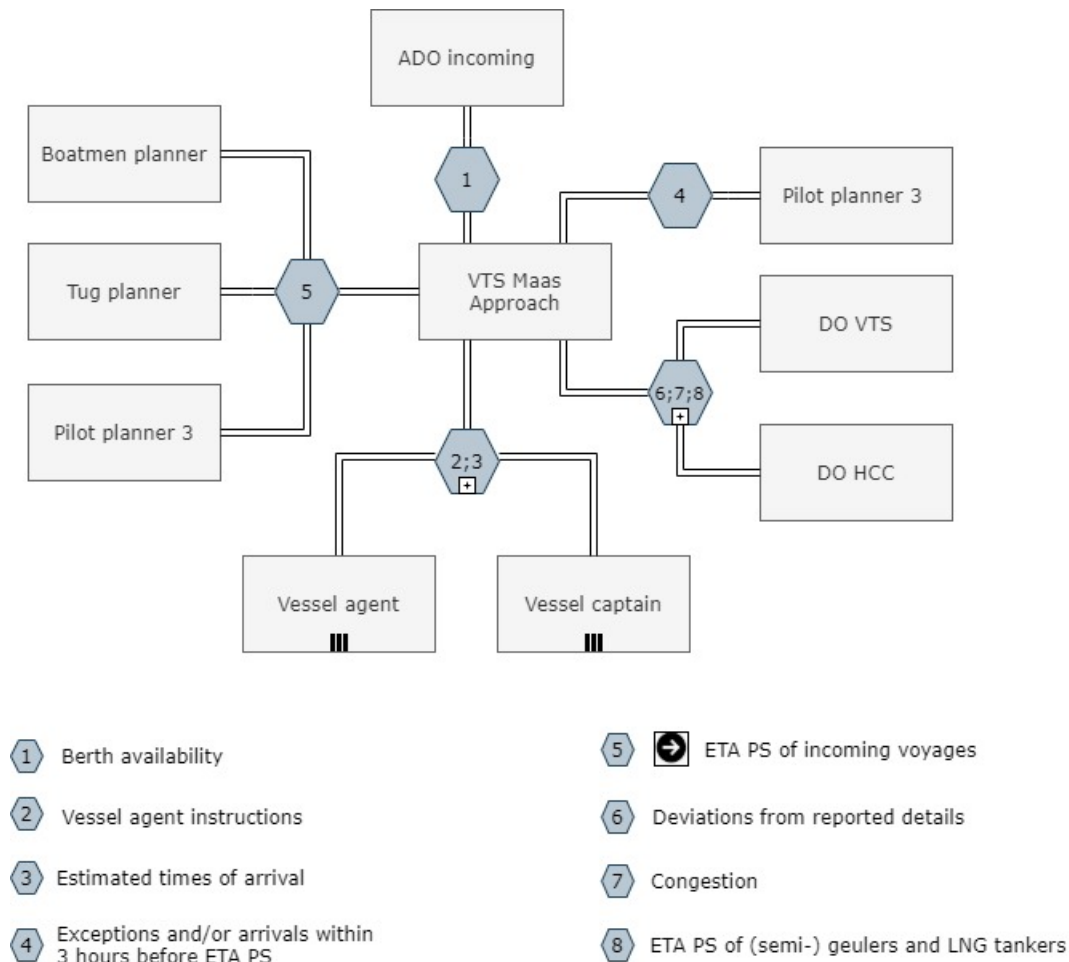 ADO incoming
Boatmen planner
1
4
Pilot planner 3
Tug planner
5
VTS Maas
Approach
DO VTS
6;7;8
Pilot planner 3
2;3
DO HCC
Vessel agent
Vessel captain
1 Berth availability
2 Vessel agent instructions
3 Estimated times of arrival
4 Exceptions and/or arrivals within
3 hours before ETA PS
5 ETA PS of incoming voyages
6 Deviations from reported details
7 Congestion
8 ETA PS of (semi-) geulers and LNG tankers